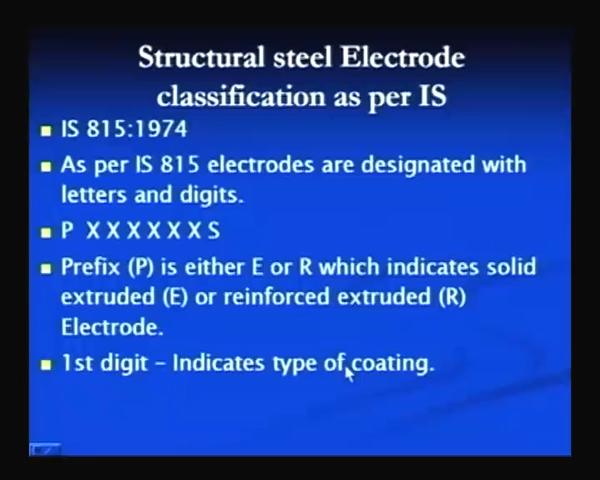 Structural steel Electrode
classification as per IS
IS 815:1974
As per IS 815 electrodes are designated with
letters and digits.
P X X X X X X S
Prefix (P) is either E or R which indicates solid
extruded (E) or reinforced extruded (R)
Electrode.
1st digit – Indicates type of coating.